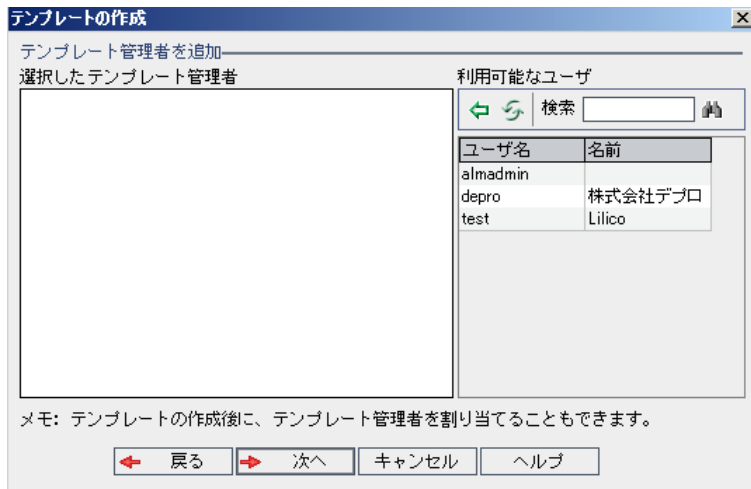 テンプレートの作成
テンプレート管理者を追加
選択したテンプレート管理者
利用可能なユーザ
検索
ユーザ名 名前
almadmin
depro 株式会社デプロ
test Lilico
メモ: テンプレートの作成後に、テンプレート管理者を割り当てることもできます。
戻る 次へ キャンセル ヘルプ